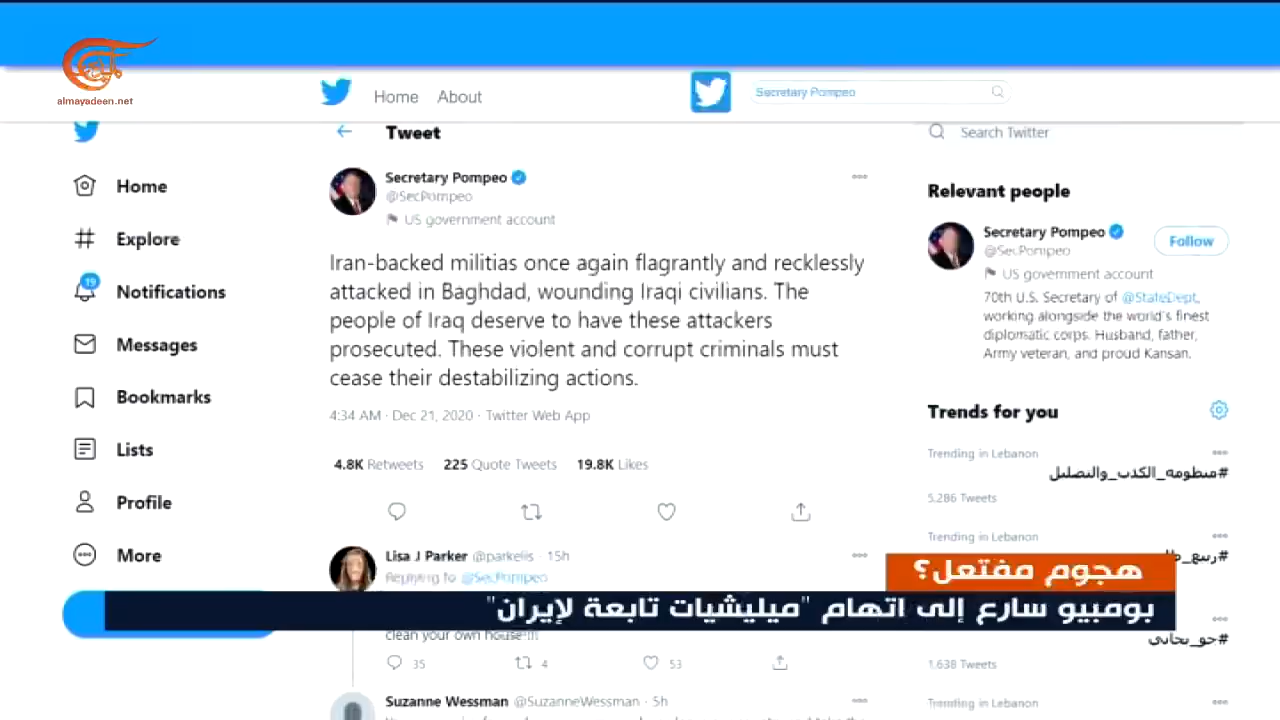 almayadeen.net
Home About
Secretary Pompeo
Tweet
Search Twitter
Home
Explore
19
Notifications
Messages
Bookmarks
Lists
Profile
More
Secretary Pompeo
@SecPompeo
US government account
Iran-backed militias once again flagrantly and recklessly
attacked in Baghdad, wounding Iraqi civilians. The
people of Iraq deserve to have these attackers
prosecuted. These violent and corrupt criminals must
cease their destabilizing actions.
4:34 AM · Dec 21, 2020 · Twitter Web App
4.8K Retweets 225 Quote Tweets 19.8K Likes
Lisa J Parker @parkelis · 15h
Replying to @SecPompeo
clean your own house!!!
35 4 53
Suzanne Wessman @SuzanneWessman · 5h
Relevant people
Secretary Pompeo
@SecPompeo
Follow
US government account
70th U.S. Secretary of @StateDept,
working alongside the world's finest
diplomatic corps. Husband, father,
Army veteran, and proud Kansan.
Trends for you
Trending in Lebanon
#منظومة_الكذب_والتضليل
5.286 Tweets
Trending in Lebanon
#ربيع
هجوم مفتعل؟
بومبيو سارع إلى اتهام "ميليشيات تابعة لإيران"
1.638 Tweets
Trending in Lebanon